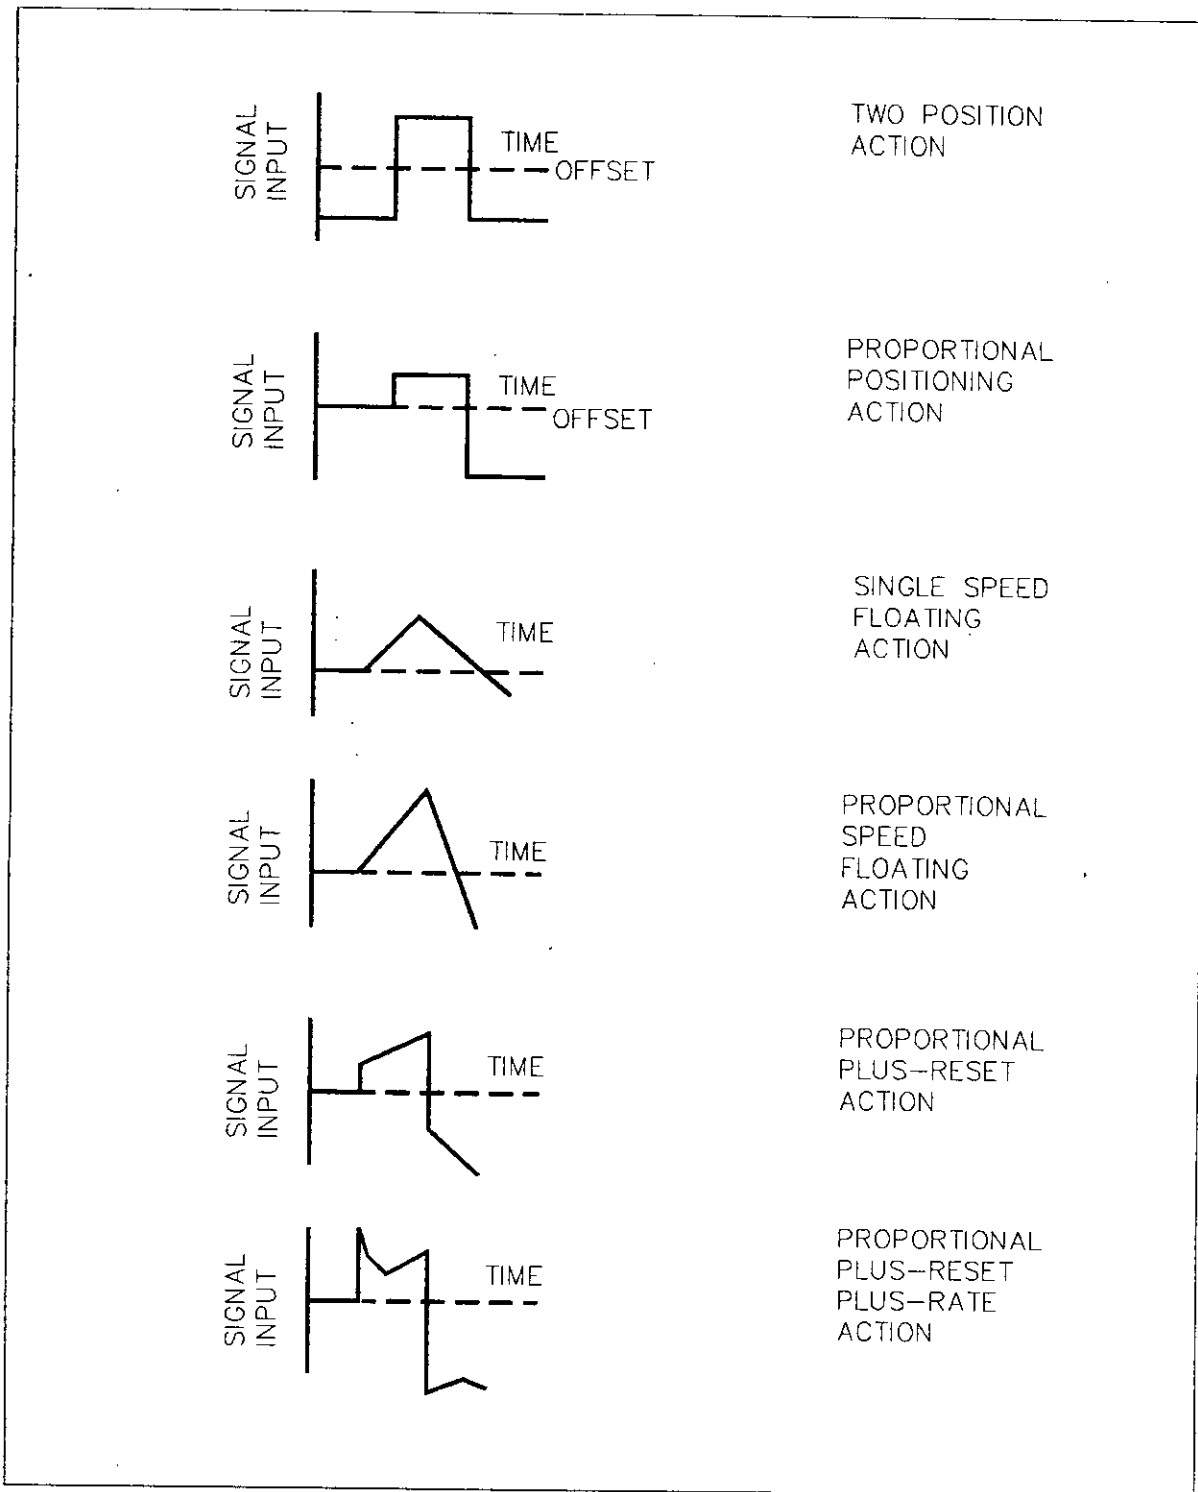 SIGNAL
INPUT
TIME
OFFSET
TWO POSITION
ACTION
SIGNAL
INPUT
TIME
OFFSET
PROPORTIONAL
POSITIONING
ACTION
SIGNAL
INPUT
TIME
SINGLE SPEED
FLOATING
ACTION
SIGNAL
INPUT
TIME
PROPORTIONAL
SPEED
FLOATING
ACTION
SIGNAL
INPUT
TIME
PROPORTIONAL
PLUS-RESET
ACTION
SIGNAL
INPUT
TIME
PROPORTIONAL
PLUS-RESET
PLUS-RATE
ACTION